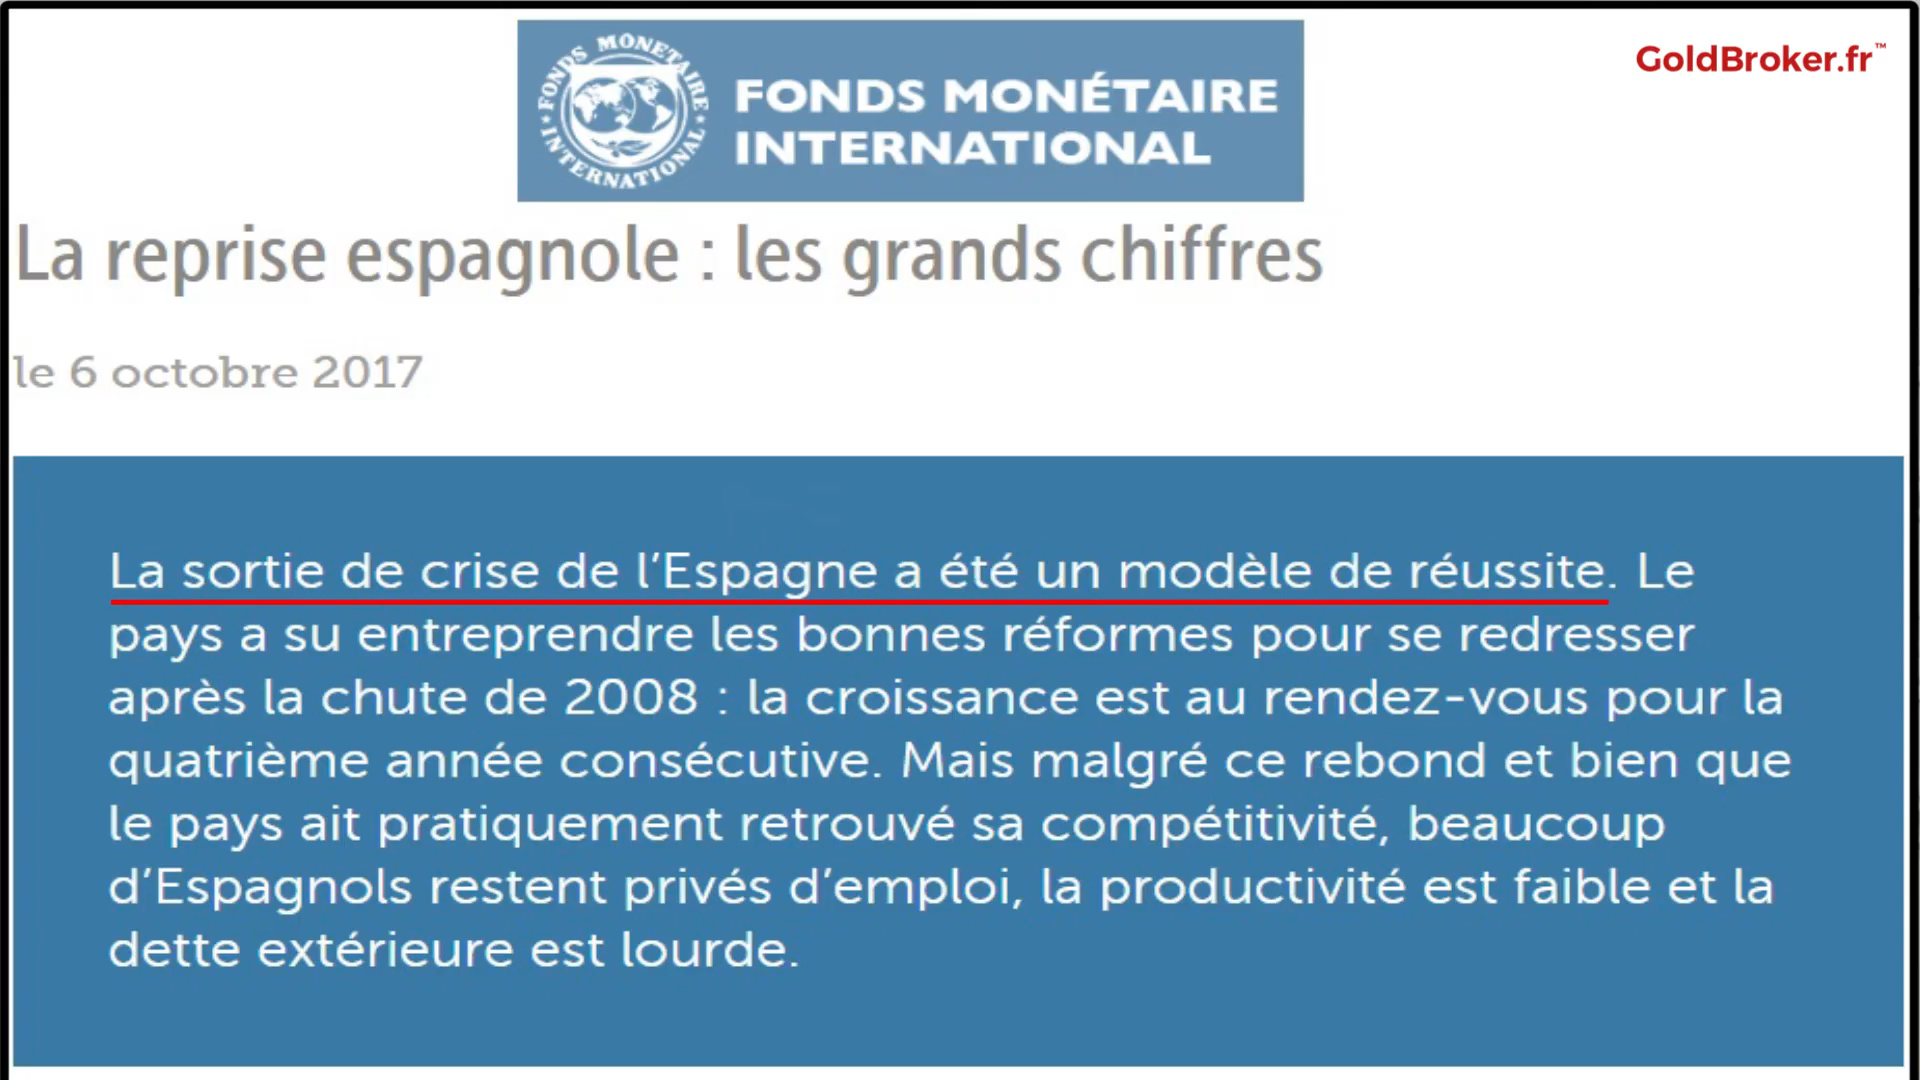 GoldBroker.fr™
FONDS MONÉTAIRE INTERNATIONAL
FONDS MONÉTAIRE
INTERNATIONAL
La reprise espagnole : les grands chiffres
le 6 octobre 2017
La sortie de crise de l’Espagne a été un modèle de réussite. Le
pays a su entreprendre les bonnes réformes pour se redresser
après la chute de 2008 : la croissance est au rendez-vous pour la
quatrième année consécutive. Mais malgré ce rebond et bien que
le pays ait pratiquement retrouvé sa compétitivité, beaucoup
d’Espagnols restent privés d’emploi, la productivité est faible et la
dette extérieure est lourde.